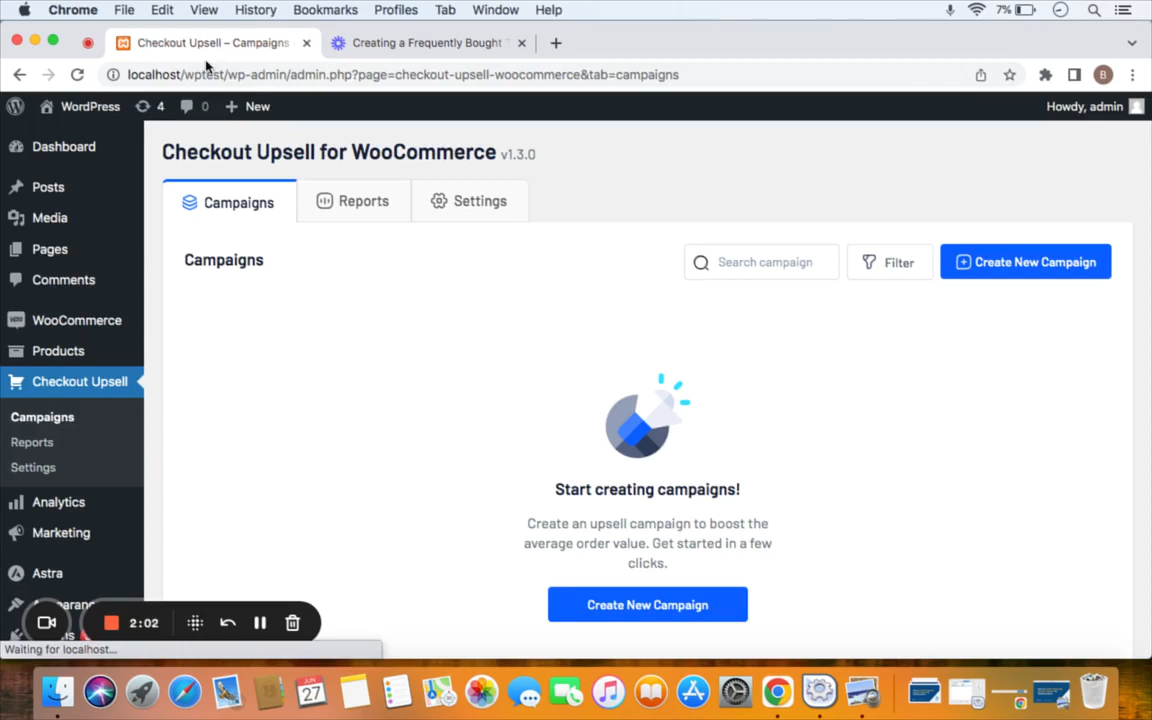 Chrome File Edit View History Bookmarks Profiles Tab Window Help 7%
Checkout Upsell – Campaigns Creating a Frequently Bought T
localhost/wptest/wp-admin/admin.php?page=checkout-upsell-woocommerce&tab=campaigns B
WordPress 4 0 New Howdy, admin
Dashboard
Posts
Media
Pages
Comments
WooCommerce
Products
Checkout Upsell
Campaigns
Reports
Settings
Analytics
Marketing
Astra
Checkout Upsell for WooCommerce v1.3.0
Campaigns Reports Settings
Campaigns
Search campaign
Filter
Create New Campaign
Start creating campaigns!
Create an upsell campaign to boost the
average order value. Get started in a few
clicks.
Create New Campaign
2:02
Waiting for localhost...
JUN
27